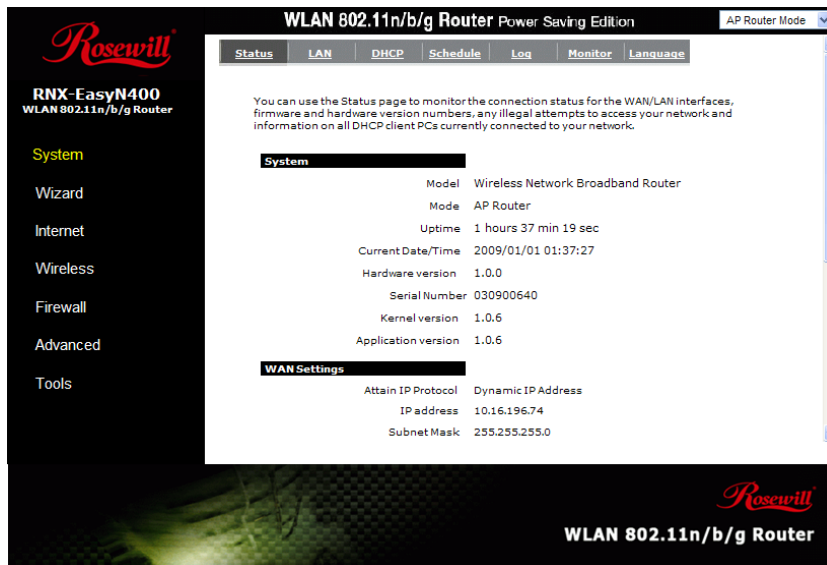 WLAN 802.11n/b/g Router Power Saving Edition
AP Router Mode
Rosewill
Status LAN DHCP Schedule Log Monitor Language
RNX-EasyN400
WLAN 802.11n/b/g Router
You can use the Status page to monitor the connection status for the WAN/LAN interfaces,
firmware and hardware version numbers, any illegal attempts to access your network and
information on all DHCP client PCs currently connected to your network.
System
Wizard
Internet
Wireless
Firewall
Advanced
Tools
System
Model Wireless Network Broadband Router
Mode AP Router
Uptime 1 hours 37 min 19 sec
Current Date/Time 2009/01/01 01:37:27
Hardware version 1.0.0
Serial Number 030900640
Kernel version 1.0.6
Application version 1.0.6
WAN Settings
Attain IP Protocol Dynamic IP Address
IP address 10.16.196.74
Subnet Mask 255.255.255.0
Rosewill
WLAN 802.11n/b/g Router